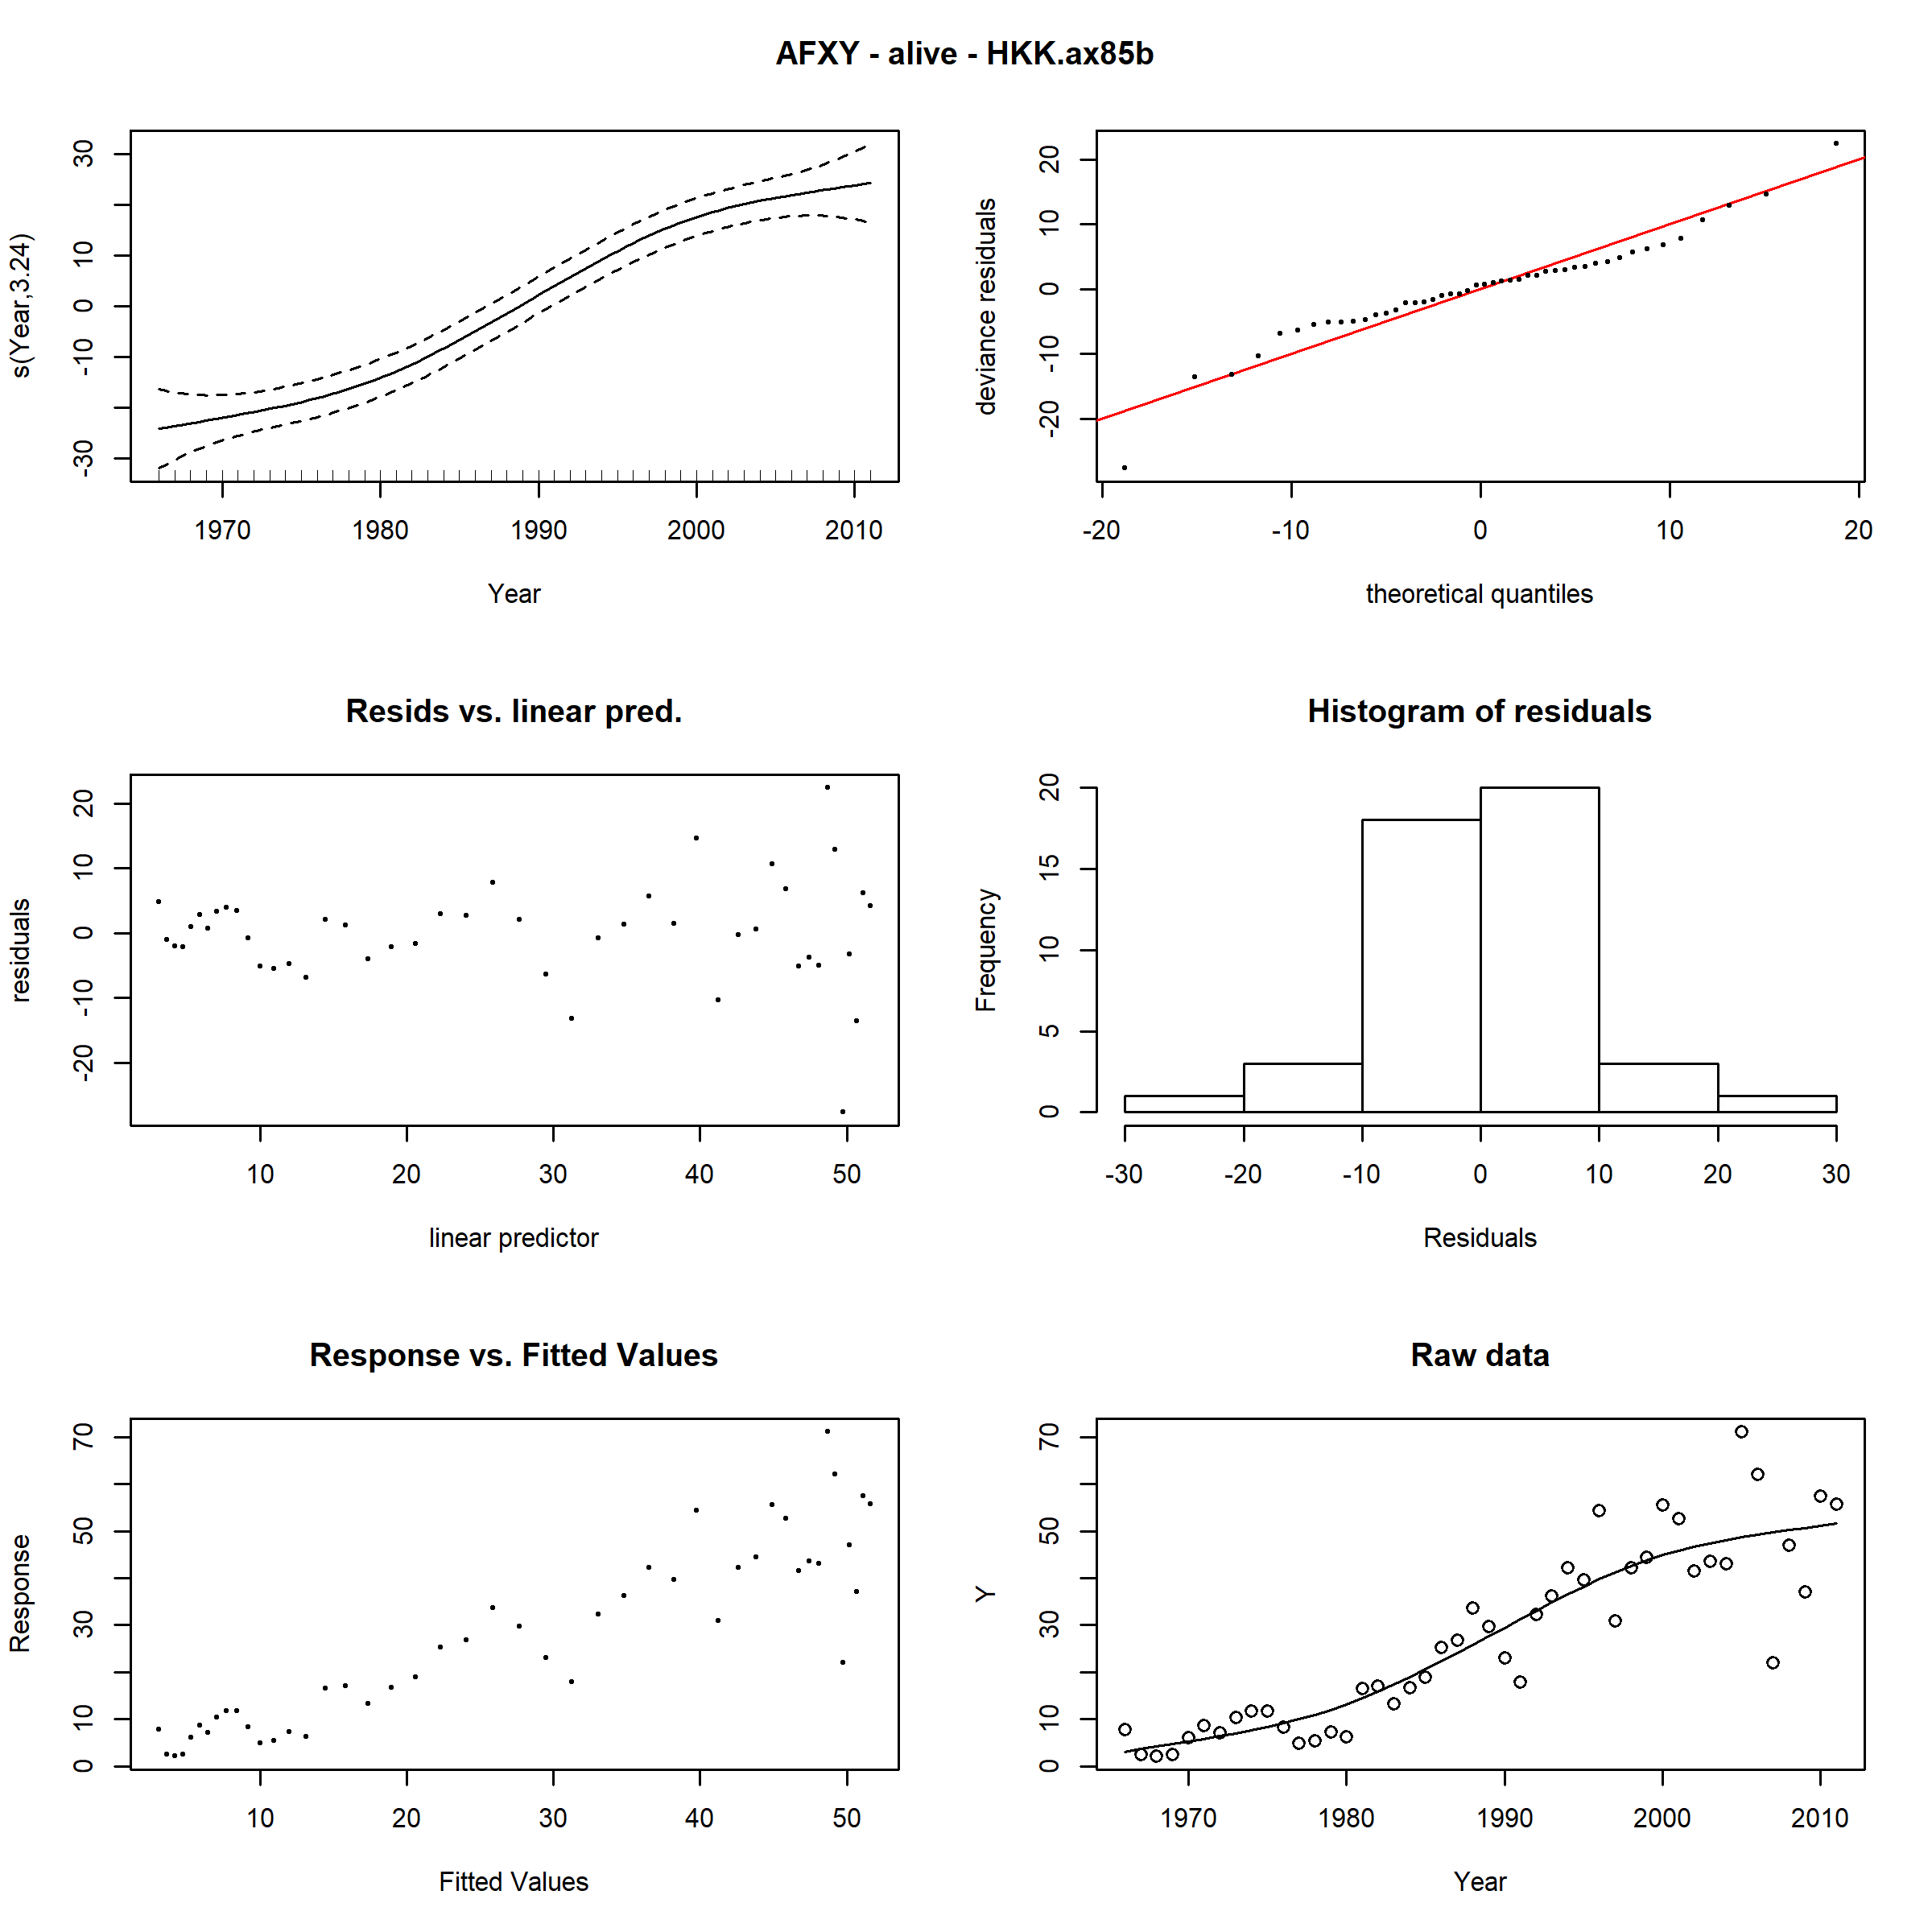 AFXY - alive - HKK.ax85b
s(Year,3.24)
-30 -10 0 10 30
1970 1980 1990 2000 2010
Year
deviance residuals
-20 -10 0 10 20
-20 -10 0 10 20
theoretical quantiles
Resids vs. linear pred.
residuals
-20 -10 0 10 20
10 20 30 40 50
linear predictor
Histogram of residuals
Frequency
0 5 10 15 20
-30 -20 -10 0 10 20 30
Residuals
Response vs. Fitted Values
Response
0 10 30 50 70
10 20 30 40 50
Fitted Values
Raw data
Y
0 10 30 50 70
1970 1980 1990 2000 2010
Year